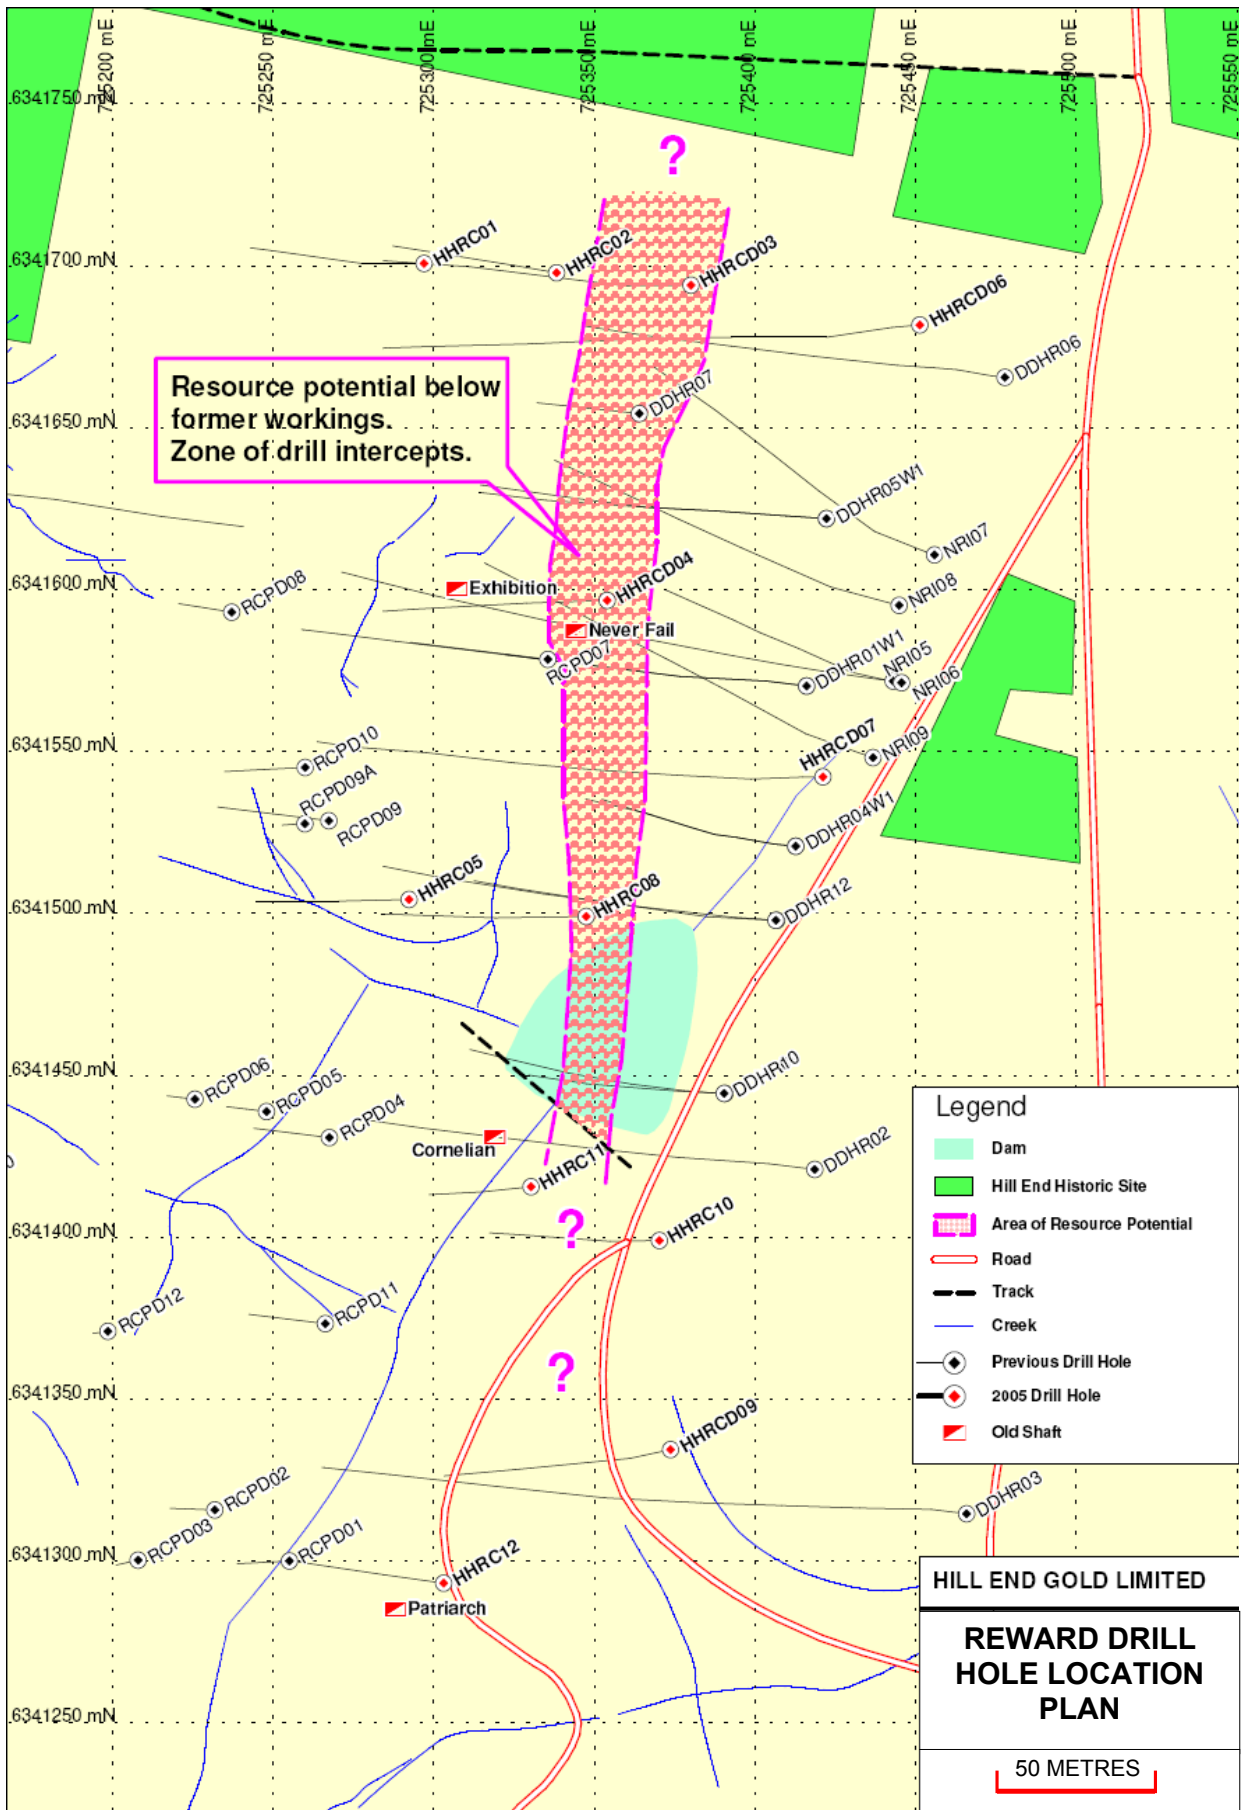 725200 mE
725250 mE
725300 mE
725350 mE
725400 mE
725450 mE
725500 mE
725550 mE
6341750 mN
?
HHRC01
HHRC02
HHRCD03
6341700 mN
HHRCD06
DDHR06
Resource potential below
former workings.
Zone of drill intercepts.
DDHR07
6341650 mN
DDHR05W1
NRI07
6341600 mN
RCPD08
Exhibition
HHRCD04
NRI08
Never Fail
RCPD07
DDHR01W1
NRI05
NRI06
6341550 mN
RCPD10
HHRCD07
NRI09
RCPD09A
RCPD09
DDHR04W1
HHRC05
6341500 mN
HHRC08
DDHR12
6341450 mN
RCPD06
RCPD05
RCPD04
DDHR10
Cornelian
HHRC11
DDHR02
6341400 mN
?
HHRC10
RCPD12
RCPD11
6341350 mN
?
HHRCD09
RCPD02
DDHR03
6341300 mN
RCPD03
RCPD01
HHRC12
Patriarch
6341250 mN
Legend
Dam
Hill End Historic Site
Area of Resource Potential
Road
Track
Creek
Previous Drill Hole
2005 Drill Hole
Old Shaft
HILL END GOLD LIMITED
REWARD DRILL
HOLE LOCATION
PLAN
50 METRES